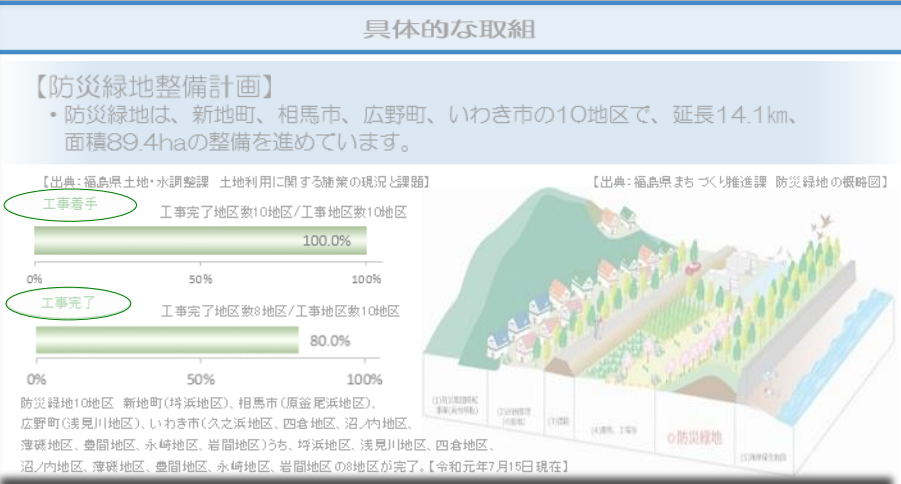 具体的な取組
【防災緑地整備計画】
・防災緑地は、新地町、相馬市、広野町、いわき市の10地区で、延長14.1㎞、
面積89.4haの整備を進めています。
【出典：福島県土地・水調整課　土地利用に関する施策の現況と課題】
【出典：福島県まちづくり推進課　防災緑地の概略図】
工事着手
工事完了地区数10地区/工事地区数10地区
100.0%
0%
50%
100%
工事完了
工事完了地区数8地区/工事地区数10地区
80.0%
0%
50%
100%
防災緑地10地区　新地町（埒浜地区）、相馬市（原釜尾浜地区）、
広野町（浅見川地区）、いわき市（久之浜地区、四倉地区、沼ノ内地区、
薄磯地区、豊間地区、永崎地区、岩間地区）うち、埒浜地区、浅見川地区、四倉地区、
沼ノ内地区、薄磯地区、豊間地区、永崎地区、岩間地区の8地区が完了。【令和元年7月15日現在】
(3)道路
○防災緑地